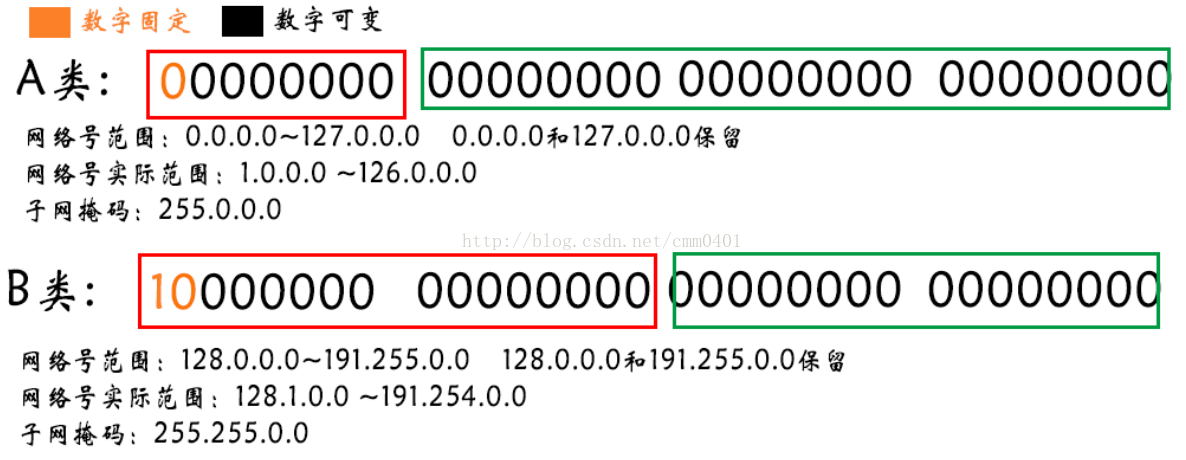 数字固定 数字可变
A类: 00000000 00000000 00000000 00000000
网络号范围: 0.0.0.0~127.0.0.0 0.0.0.0和127.0.0.0保留
网络号实际范围: 1.0.0.0 ~126.0.0.0
子网掩码: 255.0.0.0
http://blog.csdn.net/cmm0401
B类: 10000000 00000000 00000000 00000000
网络号范围: 128.0.0.0~191.255.0.0 128.0.0.0和191.255.0.0保留
网络号实际范围: 128.1.0.0 ~191.254.0.0
子网掩码: 255.255.0.0